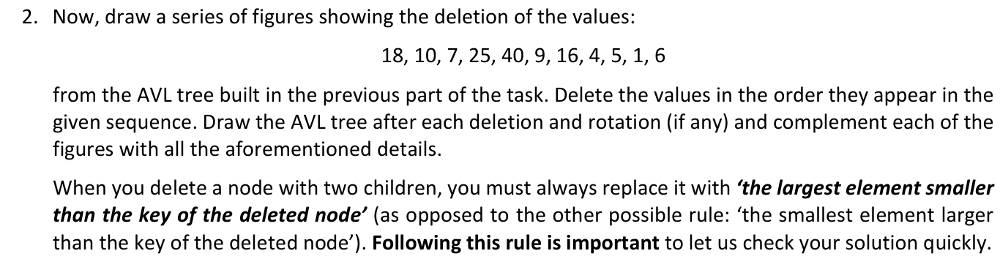 2. Now, draw a series of figures showing the deletion of the values:
18, 10, 7, 25, 40, 9, 16, 4, 5, 1, 6
from the AVL tree built in the previous part of the task. Delete the values in the order they appear in the
given sequence. Draw the AVL tree after each deletion and rotation (if any) and complement each of the
figures with all the aforementioned details.
When you delete a node with two children, you must always replace it with ‘the largest element smaller
than the key of the deleted node’ (as opposed to the other possible rule: ‘the smallest element larger
than the key of the deleted node’). Following this rule is important to let us check your solution quickly.